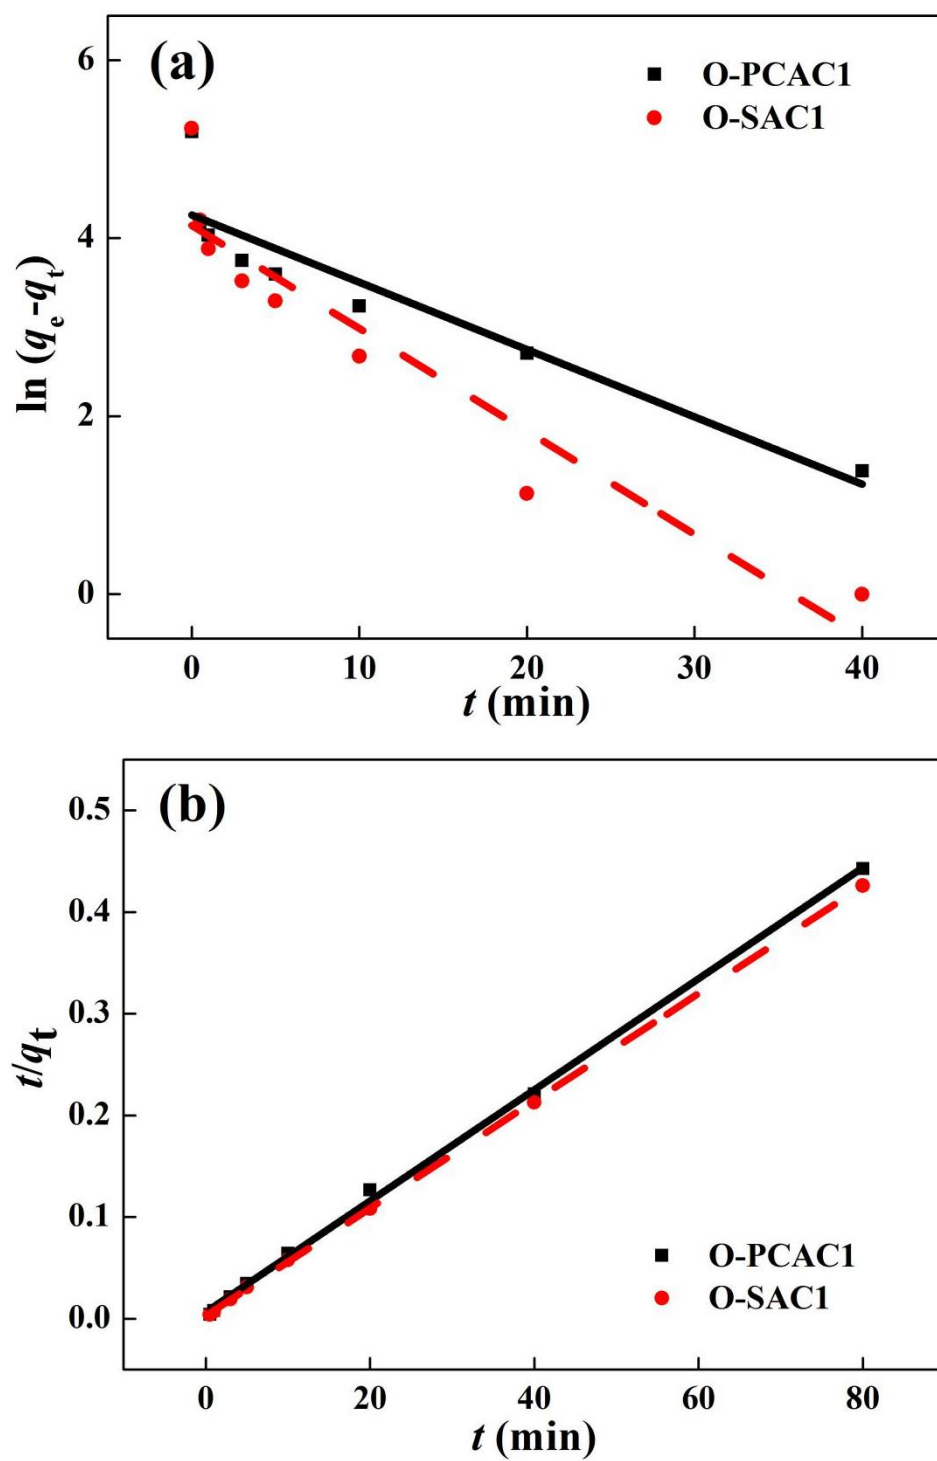 (a)
O-PCAC1
O-SAC1
6
4
2
0
ln (qe-qt)
0 10 20 30 40
t (min)
(b)
0.5
0.4
0.3
0.2
0.1
0.0
t/qt
O-PCAC1
O-SAC1
0 20 40 60 80
t (min)